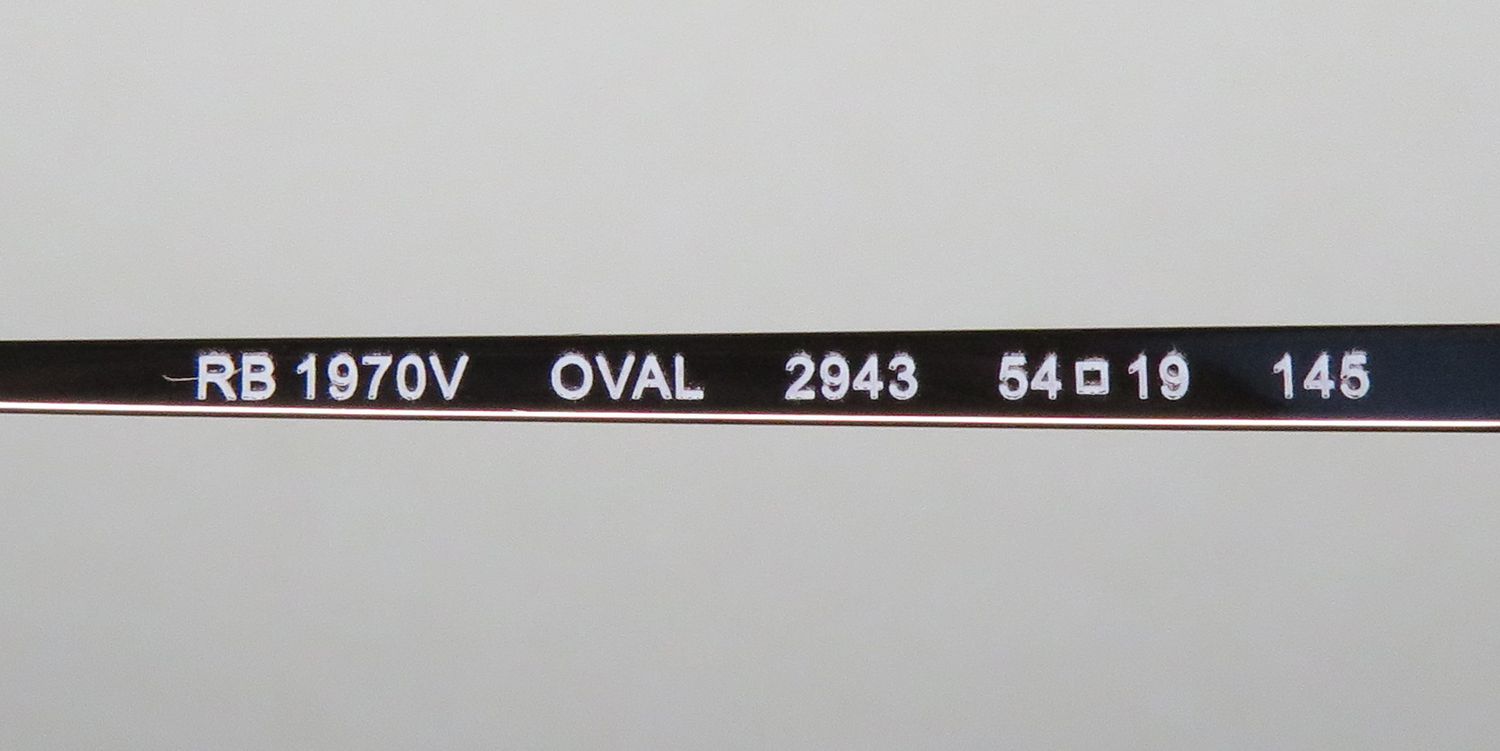 RB 1970V OVAL 2943 54□19 145